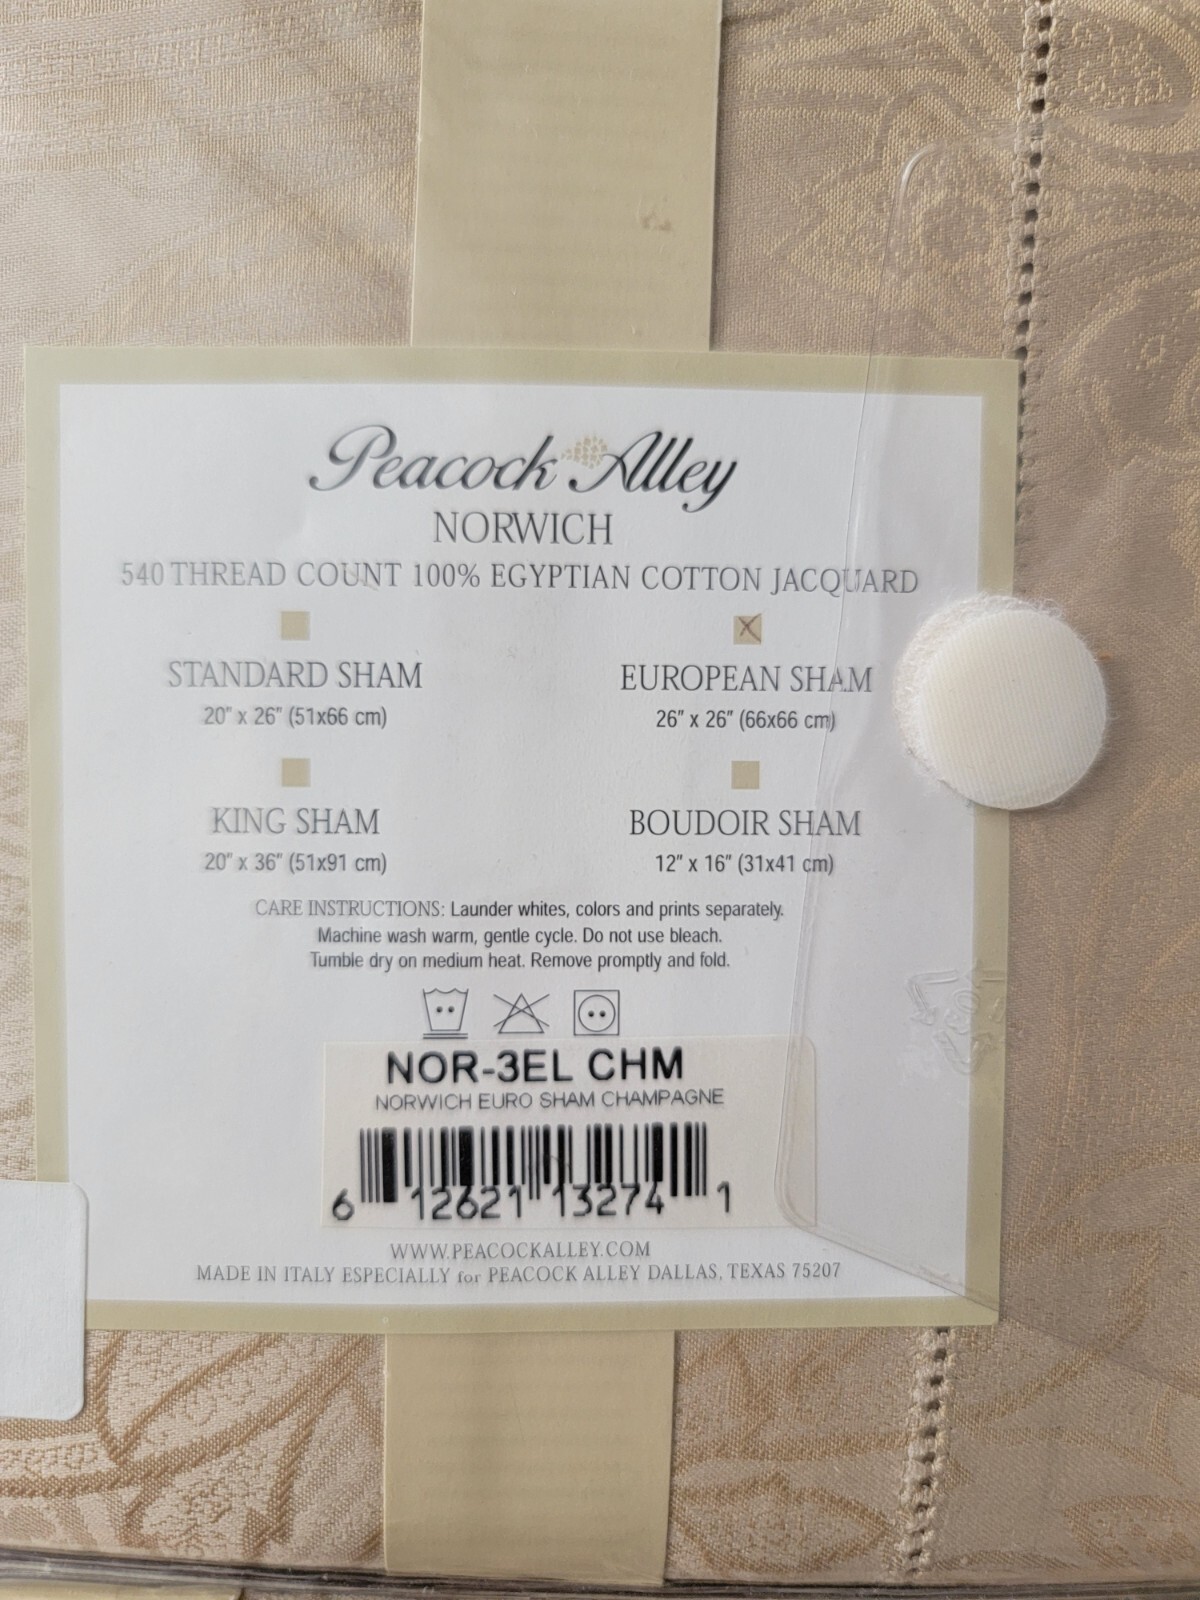 Peacock Alley
NORWICH
540 THREAD COUNT 100% EGYPTIAN COTTON JACQUARD
X
STANDARD SHAM
20" x 26" (51x66 cm)
EUROPEAN SHAM
26" x 26" (66x66 cm)
KING SHAM
20" x 36" (51x91 cm)
BOUDOIR SHAM
12" x 16" (31x41 cm)
CARE INSTRUCTIONS: Launder whites, colors and prints separately.
Machine wash warm, gentle cycle. Do not use bleach.
Tumble dry on medium heat. Remove promptly and fold.
NOR-3EL CHM
NORWICH EURO SHAM CHAMPAGNE
6 12621 13274 1
WWW.PEACOCKALLEY.COM
MADE IN ITALY ESPECIALLY for PEACOCK ALLEY DALLAS, TEXAS 75207